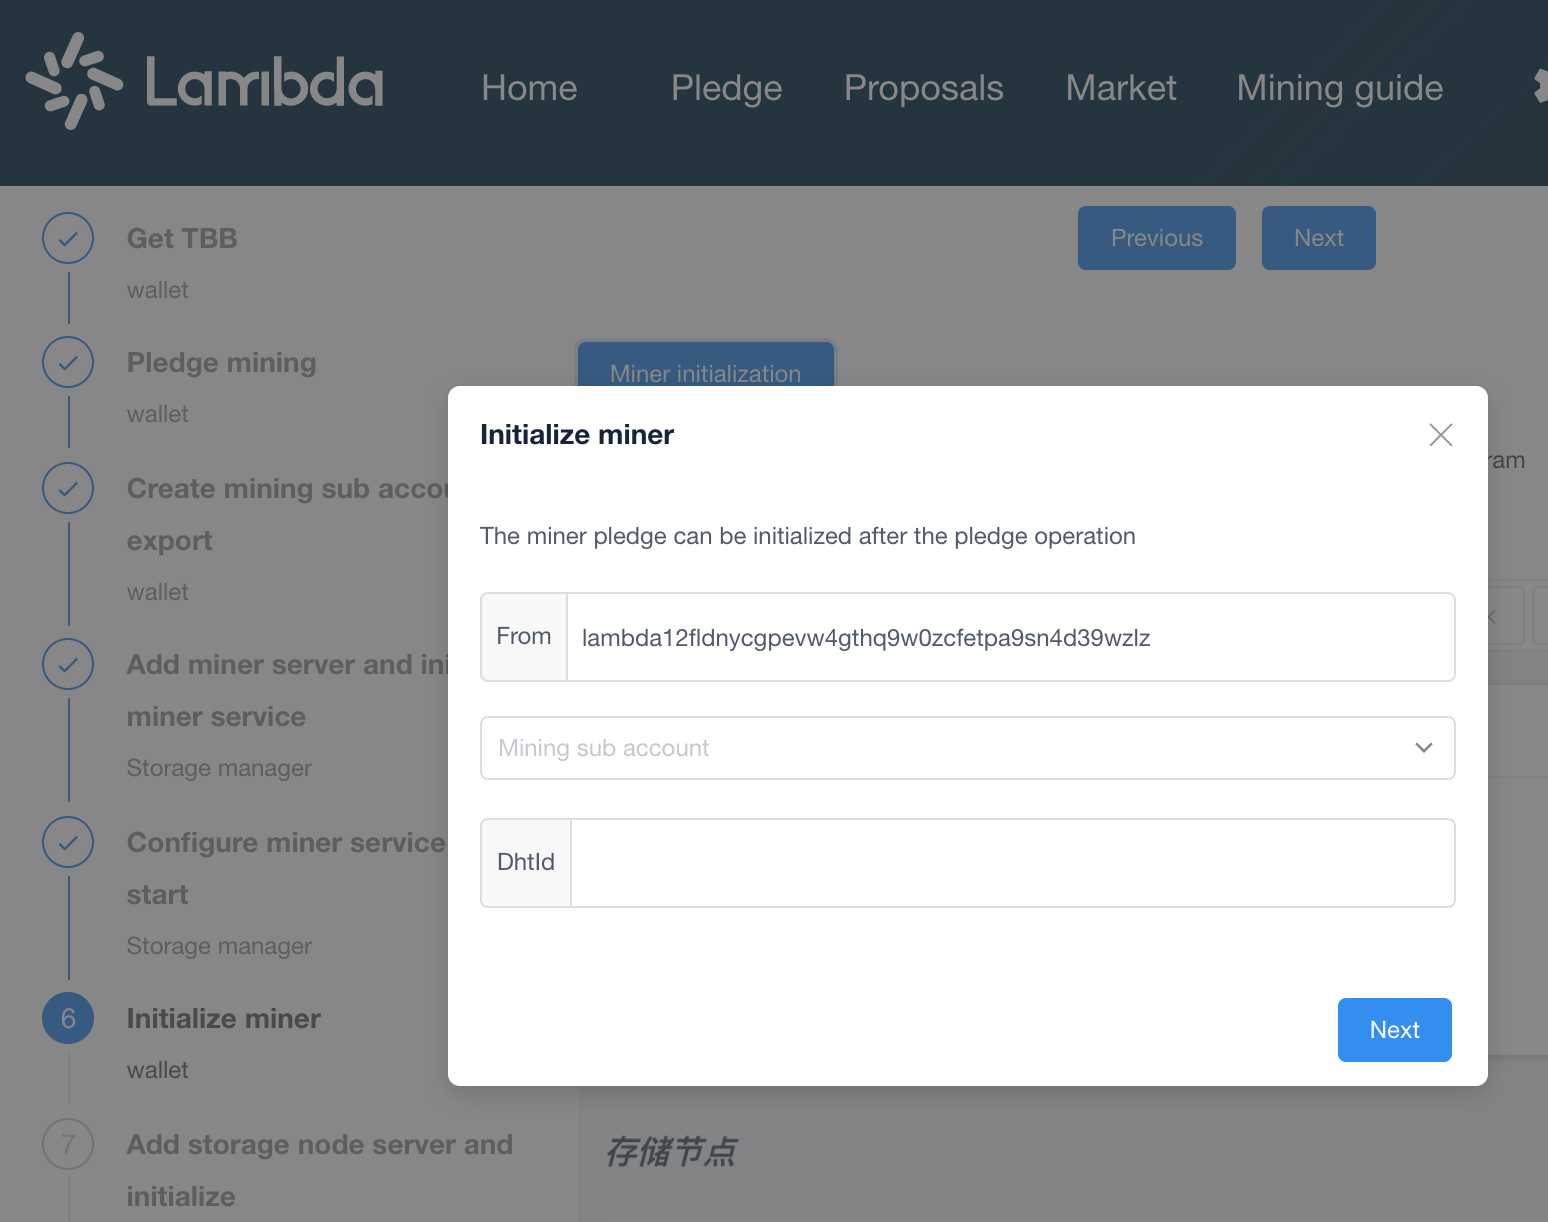 Lambda
Home
Pledge
Proposals
Market
Mining guide
Get TBB
wallet
Previous
Next
Pledge mining
wallet
Miner initialization
Create mining sub
export
wallet
Add miner server and
miner service
Storage manager
Configure miner service
start
Storage manager
6
Initialize miner
wallet
7
Add storage node server and
initialize
Initialize miner
The miner pledge can be initialized after the pledge operation
From
lambda12fldnycgpevw4gthq9w0zcfetpa9sn4d39wzlz
Mining sub account
DhtId
Next
存储节点